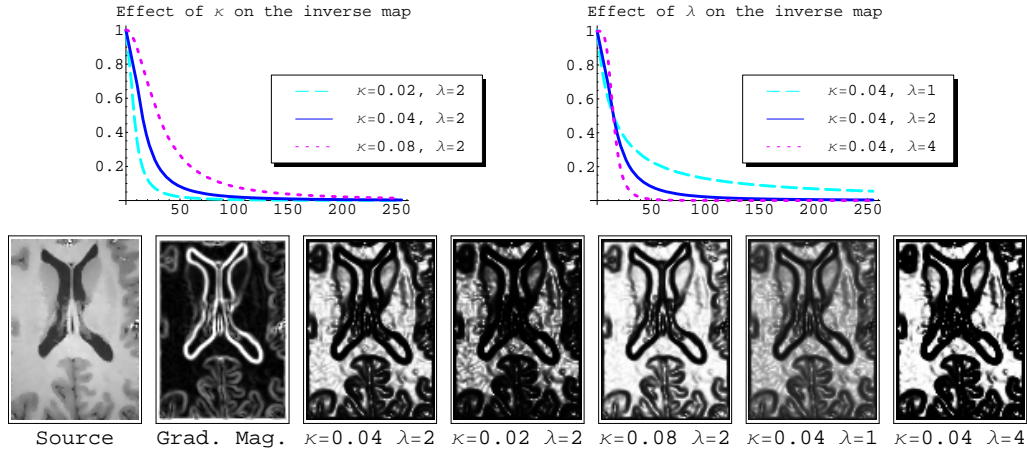 Effect of κ on the inverse map
1
0.8
0.6
0.4
0.2
50
100
150
200
250
κ=0.02, λ=2
κ=0.04, λ=2
κ=0.08, λ=2
Effect of λ on the inverse map
1
0.8
0.6
0.4
0.2
50
100
150
200
250
κ=0.04, λ=1
κ=0.04, λ=2
κ=0.04, λ=4
Source
Grad. Mag.
κ=0.04 λ=2
κ=0.02 λ=2
κ=0.08 λ=2
κ=0.04 λ=1
κ=0.04 λ=4